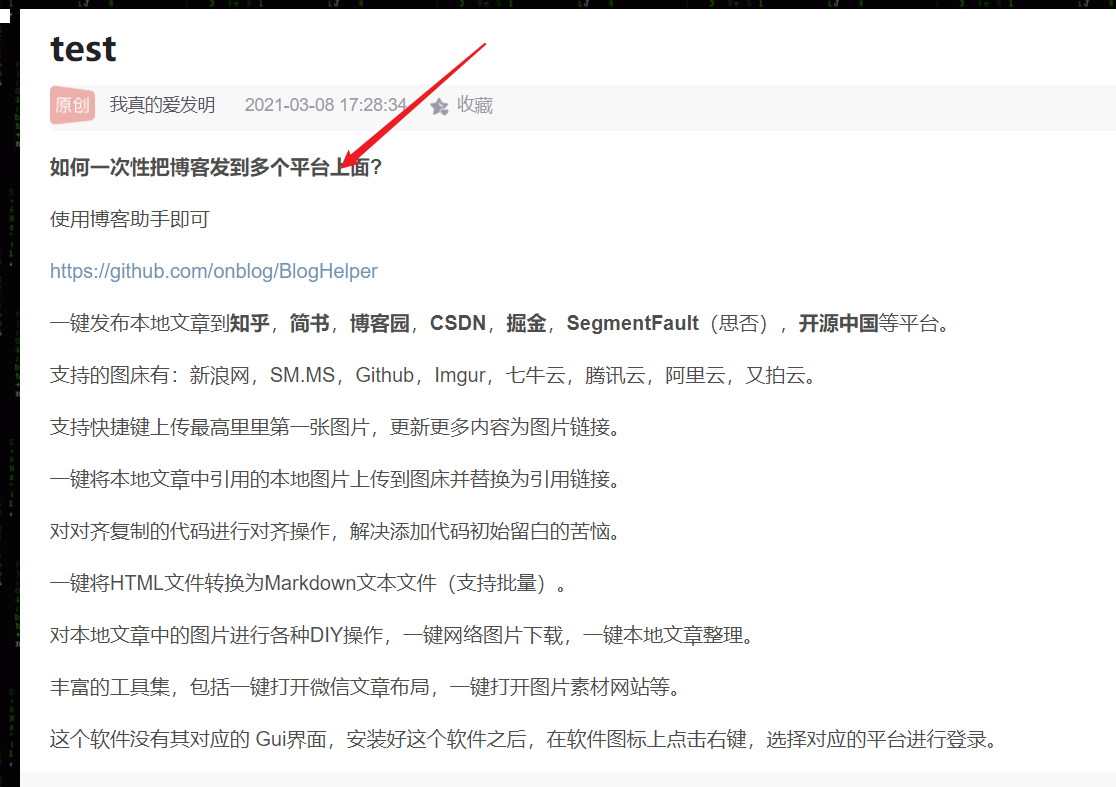 test
原创 我真的爱发明 2021-03-08 17:28:34 收藏
如何一次性把博客发到多个平台上面?
使用博客助手即可
https://github.com/onblog/BlogHelper
一键发布本地文章到知乎，简书，博客园，CSDN，掘金，SegmentFault（思否），开源中国等平台。
支持的图床有：新浪网，SM.MS，Github，Imgur，七牛云，腾讯云，阿里云，又拍云。
支持快捷键上传最高里里第一张图片，更新更多内容为图片链接。
一键将本地文章中引用的本地图片上传到图床并替换为引用链接。
对对齐复制的代码进行对齐操作，解决添加代码初始留白的苦恼。
一键将HTML文件转换为Markdown文本文件（支持批量）。
对本地文章中的图片进行各种DIY操作，一键网络图片下载，一键本地文章整理。
丰富的工具集，包括一键打开微信文章布局，一键打开图片素材网站等。
这个软件没有其对应的 Gui界面，安装好这个软件之后，在软件图标上点击右键，选择对应的平台进行登录。